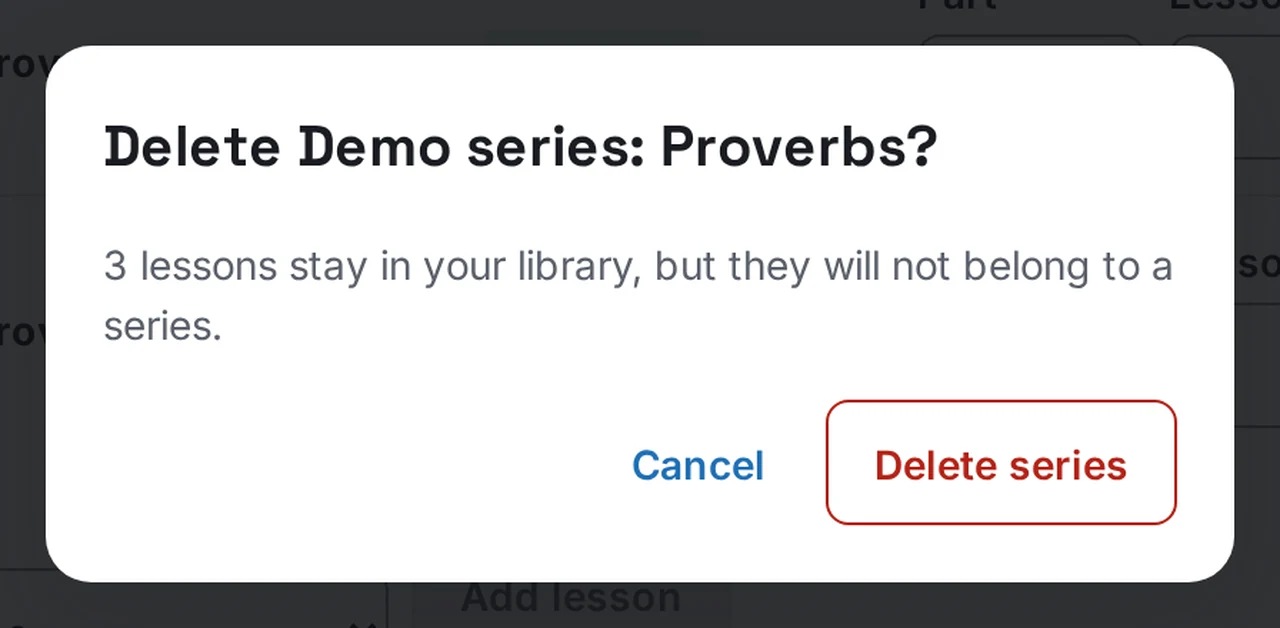 Delete Demo series: Proverbs?
3 lessons stay in your library, but they will not belong to a
series.
Cancel
Delete series
Add lesson